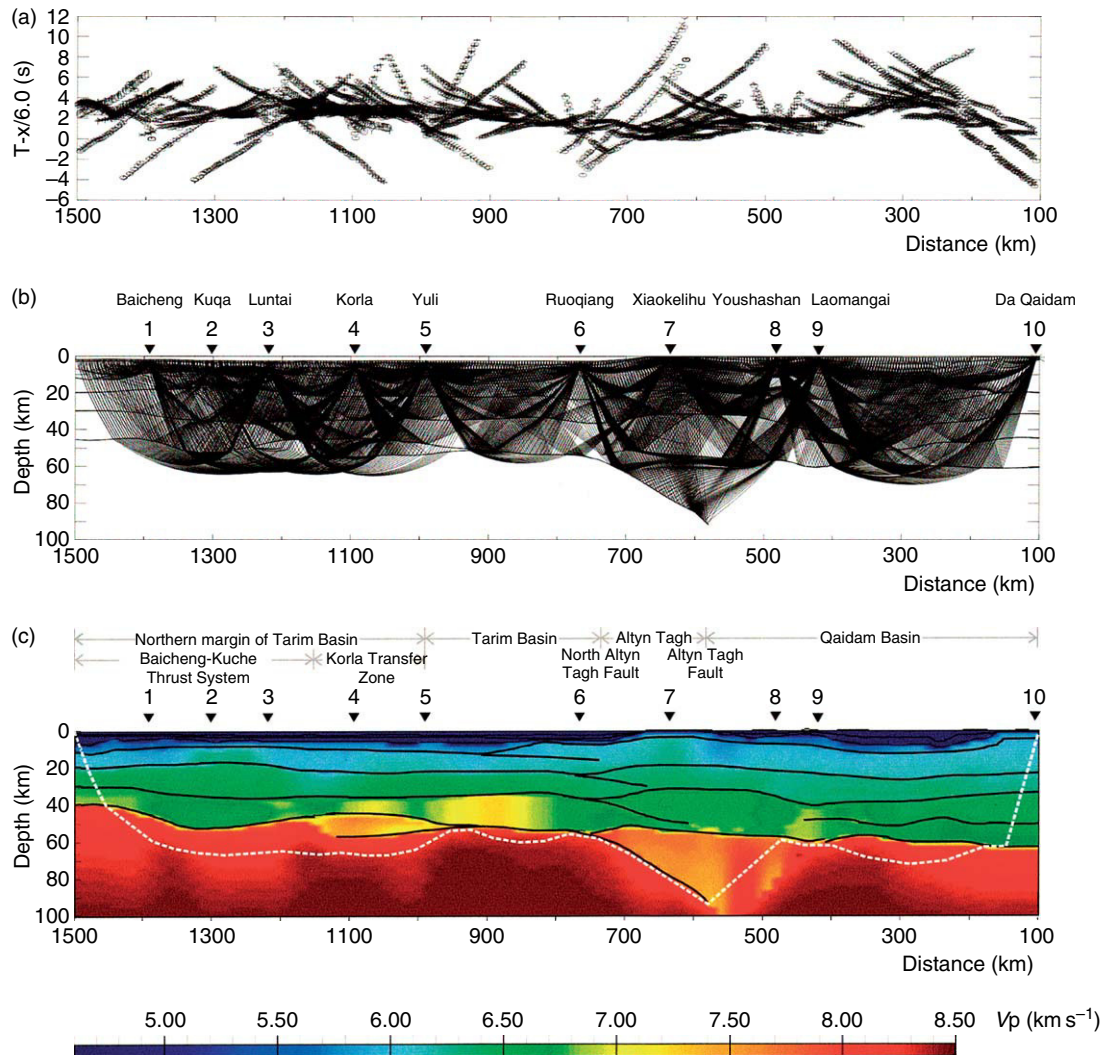 (a)
T-x/6.0 (s)
12
10
8
6
4
2
0
−2
−4
−6
1500 1300 1100 900 700 500 300 100
Distance (km)
(b)
Baicheng Kuqa Luntai Korla Yuli Ruoqiang Xiaokelihu Youshashan Laomangai Da Qaidam
1 2 3 4 5 6 7 8 9 10
Depth (km)
0
20
40
60
80
100
1500 1300 1100 900 700 500 300 100
Distance (km)
(c)
Northern margin of Tarim Basin Tarim Basin Altyn Tagh Qaidam Basin
Baicheng-Kuche Korla Transfer North Altyn Altyn Tagh
Thrust System Zone Tagh Fault Fault
1 2 3 4 5 6 7 8 9 10
Depth (km)
0
20
40
60
80
100
1500 1300 1100 900 700 500 300 100
Distance (km)
5.00 5.50 6.00 6.50 7.00 7.50 8.00 8.50 Vp (km s⁻¹)